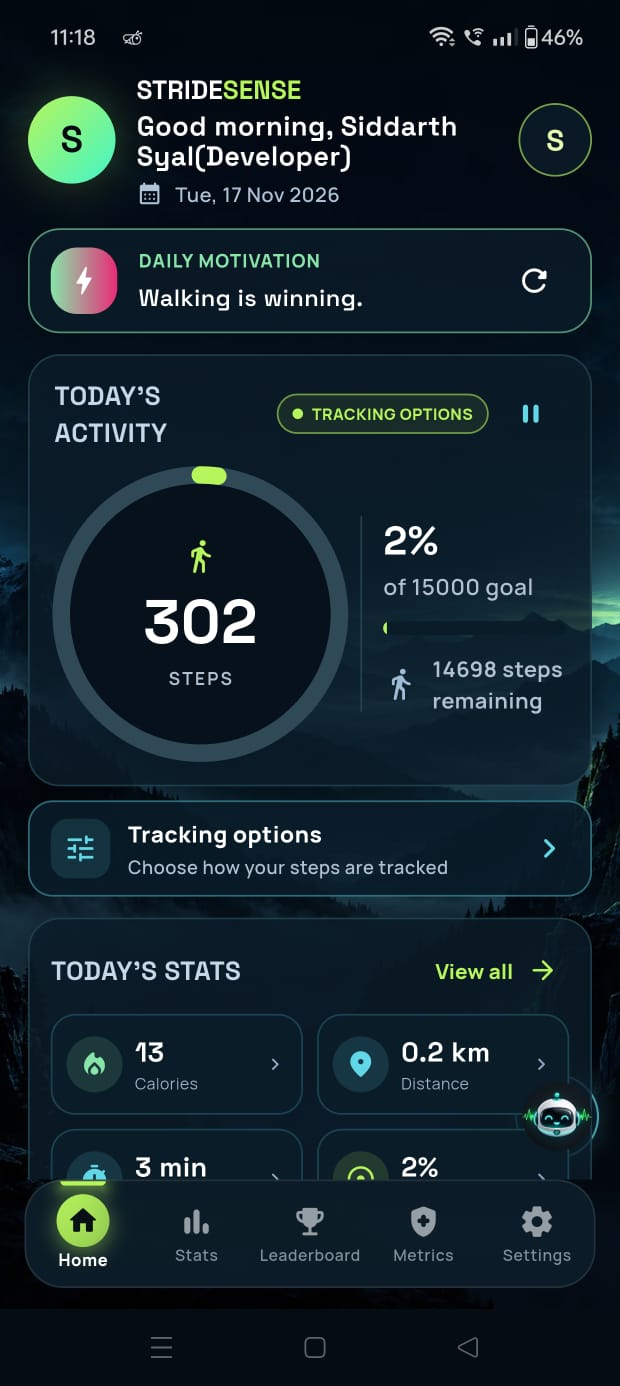 11:18
46%
STRIDESENSE
S
Good morning, Siddarth
Syal(Developer)
S
Tue, 17 Nov 2026
DAILY MOTIVATION
Walking is winning.
TODAY'S
ACTIVITY
TRACKING OPTIONS
302
STEPS
2%
of 15000 goal
14698 steps
remaining
Tracking options
Choose how your steps are tracked
TODAY'S STATS
View all
13
Calories
0.2 km
Distance
3 min
2%
Home
Stats
Leaderboard
Metrics
Settings